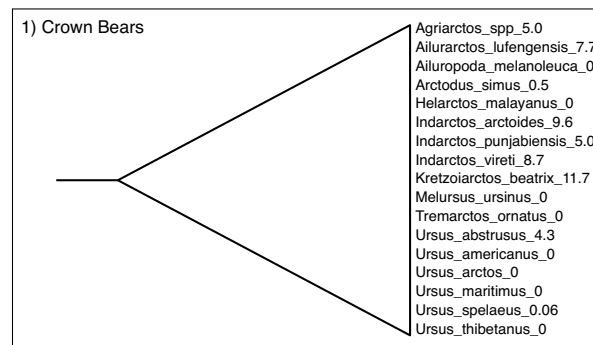 1) Crown Bears
Agriarctos_spp_5.0
Ailurarctos_lufengensis_7.7
Ailuropoda_melanoleuca_0
Arctodus_simus_0.5
Helarctos_malayanus_0
Indarctos_arctoides_9.6
Indarctos_punjabiensis_5.0
Indarctos_vireti_8.7
Kretzoiarctos_beatrix_11.7
Melursus_ursinus_0
Tremarctos_ornatus_0
Ursus_abstrusus_4.3
Ursus_americanus_0
Ursus_arctos_0
Ursus_maritimus_0
Ursus_spelaeus_0.06
Ursus_thibetanus_0